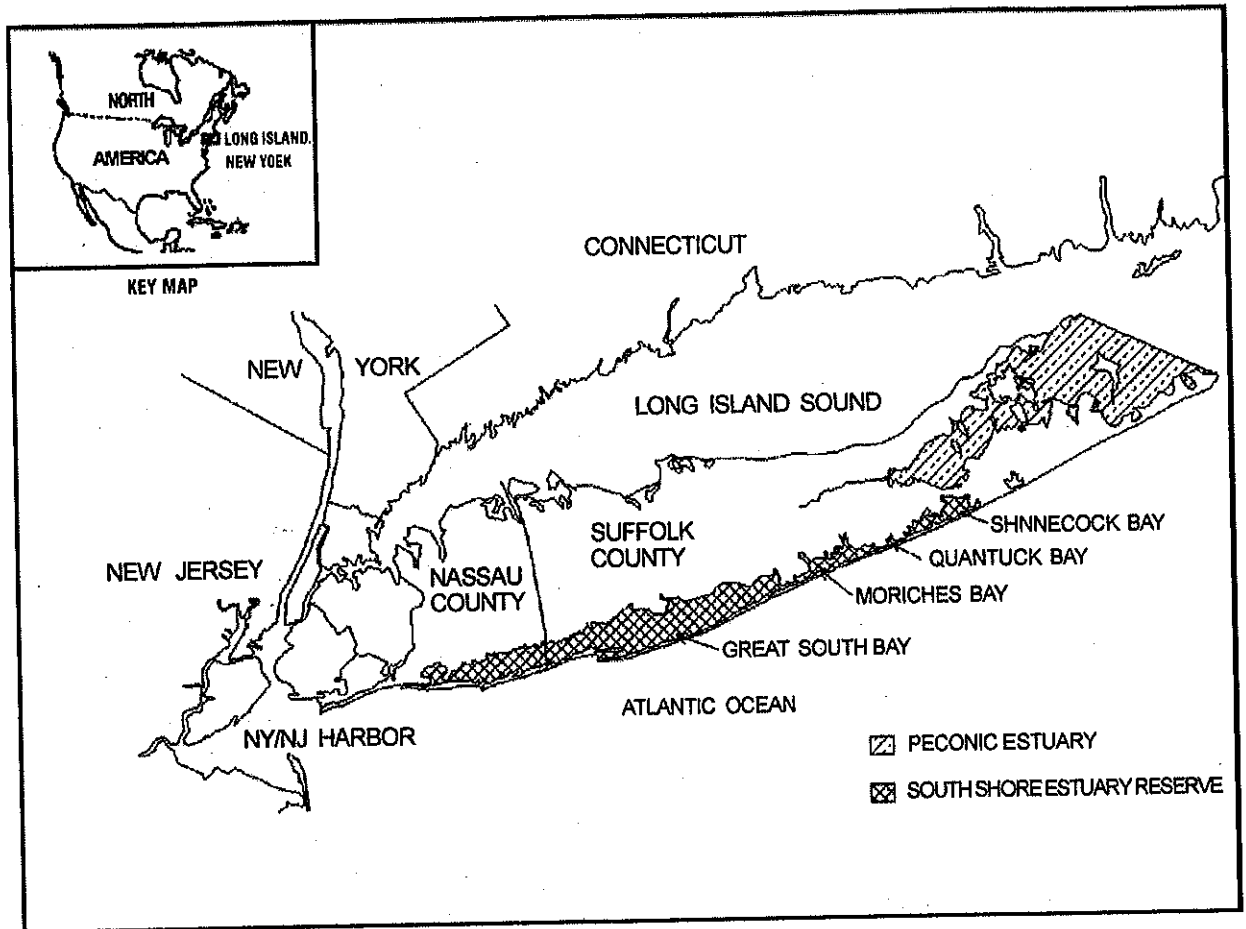 NORTH
AMERICA
LONG ISLAND,
NEW YOEK
KEY MAP
CONNECTICUT
NEW YORK
LONG ISLAND SOUND
NEW JERSEY
NASSAU
COUNTY
SUFFOLK
COUNTY
SHNNECOCK BAY
QUANTUCK BAY
MORICHES BAY
GREAT SOUTH BAY
ATLANTIC OCEAN
NY/NJ HARBOR
PECONIC ESTUARY
SOUTH SHORE ESTUARY RESERVE